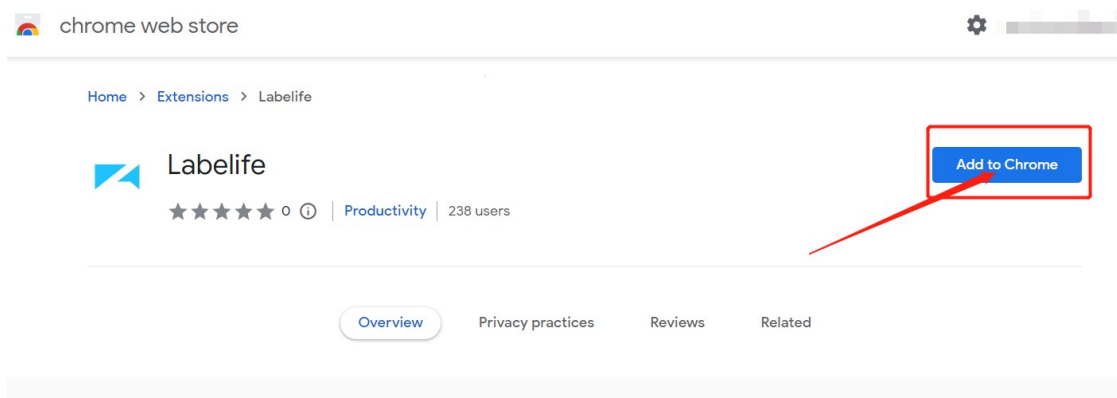 chrome web store
Home > Extensions > Labelife
Labelife
Add to Chrome
0 Productivity 238 users
Overview Privacy practices Reviews Related